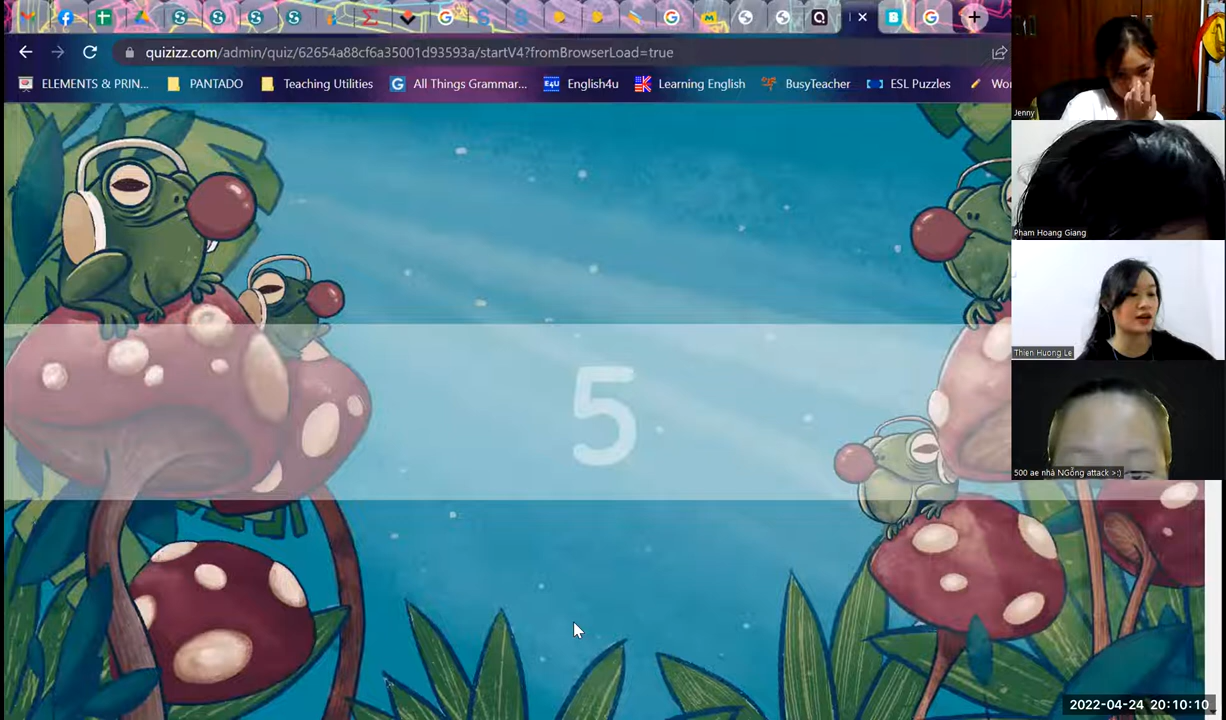 quizizz.com/admin/quiz/62654a88cf6a35001d93593a/startV4?fromBrowserLoad=true
ELEMENTS & PRIN... PANTADO Teaching Utilities All Things Grammar... English4u Learning English BusyTeacher ESL Puzzles Wor
5
Jenny
Pham Hoang Giang
Thien Huong Le
500 ae nhà NGỗng attack >:)
2022-04-24 20:10:10